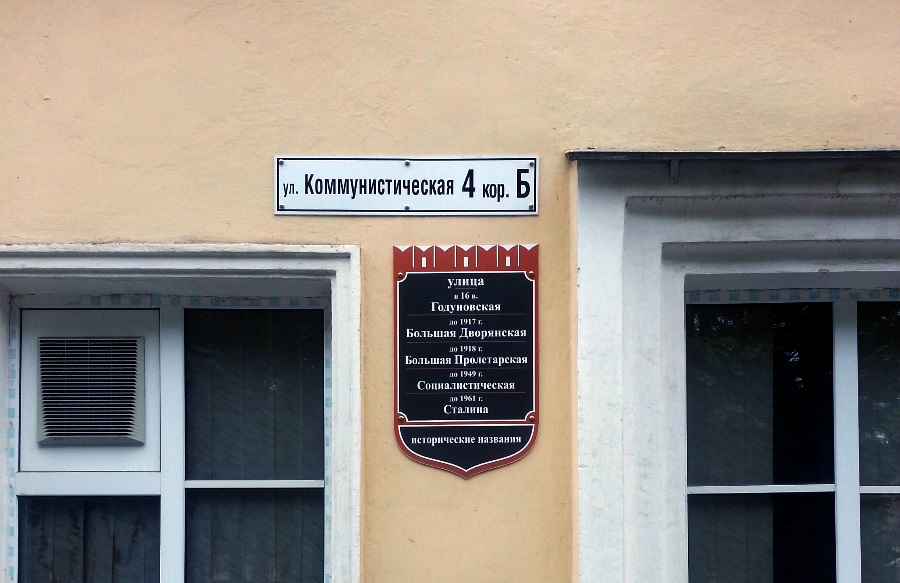 ул. Коммунистическая 4 кор. Б
улица
в 16 в.
Годуновская
до 1917 г.
Большая Дворянская
до 1918 г.
Большая Пролетарская
до 1949 г.
Социалистическая
до 1961 г.
Сталина
исторические названия